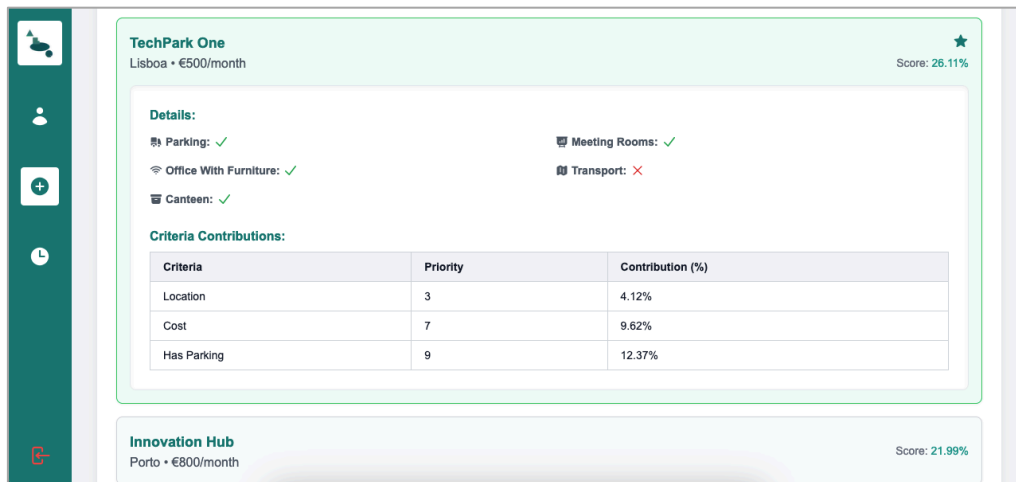 TechPark One
Lisboa • €500/month
Score: 26.11%
Details:
Parking:
Meeting Rooms:
Office With Furniture:
Transport:
Canteen:
Criteria Contributions:
Criteria Priority Contribution (%)
Location 3 4.12%
Cost 7 9.62%
Has Parking 9 12.37%
Innovation Hub
Porto • €800/month
Score: 21.99%